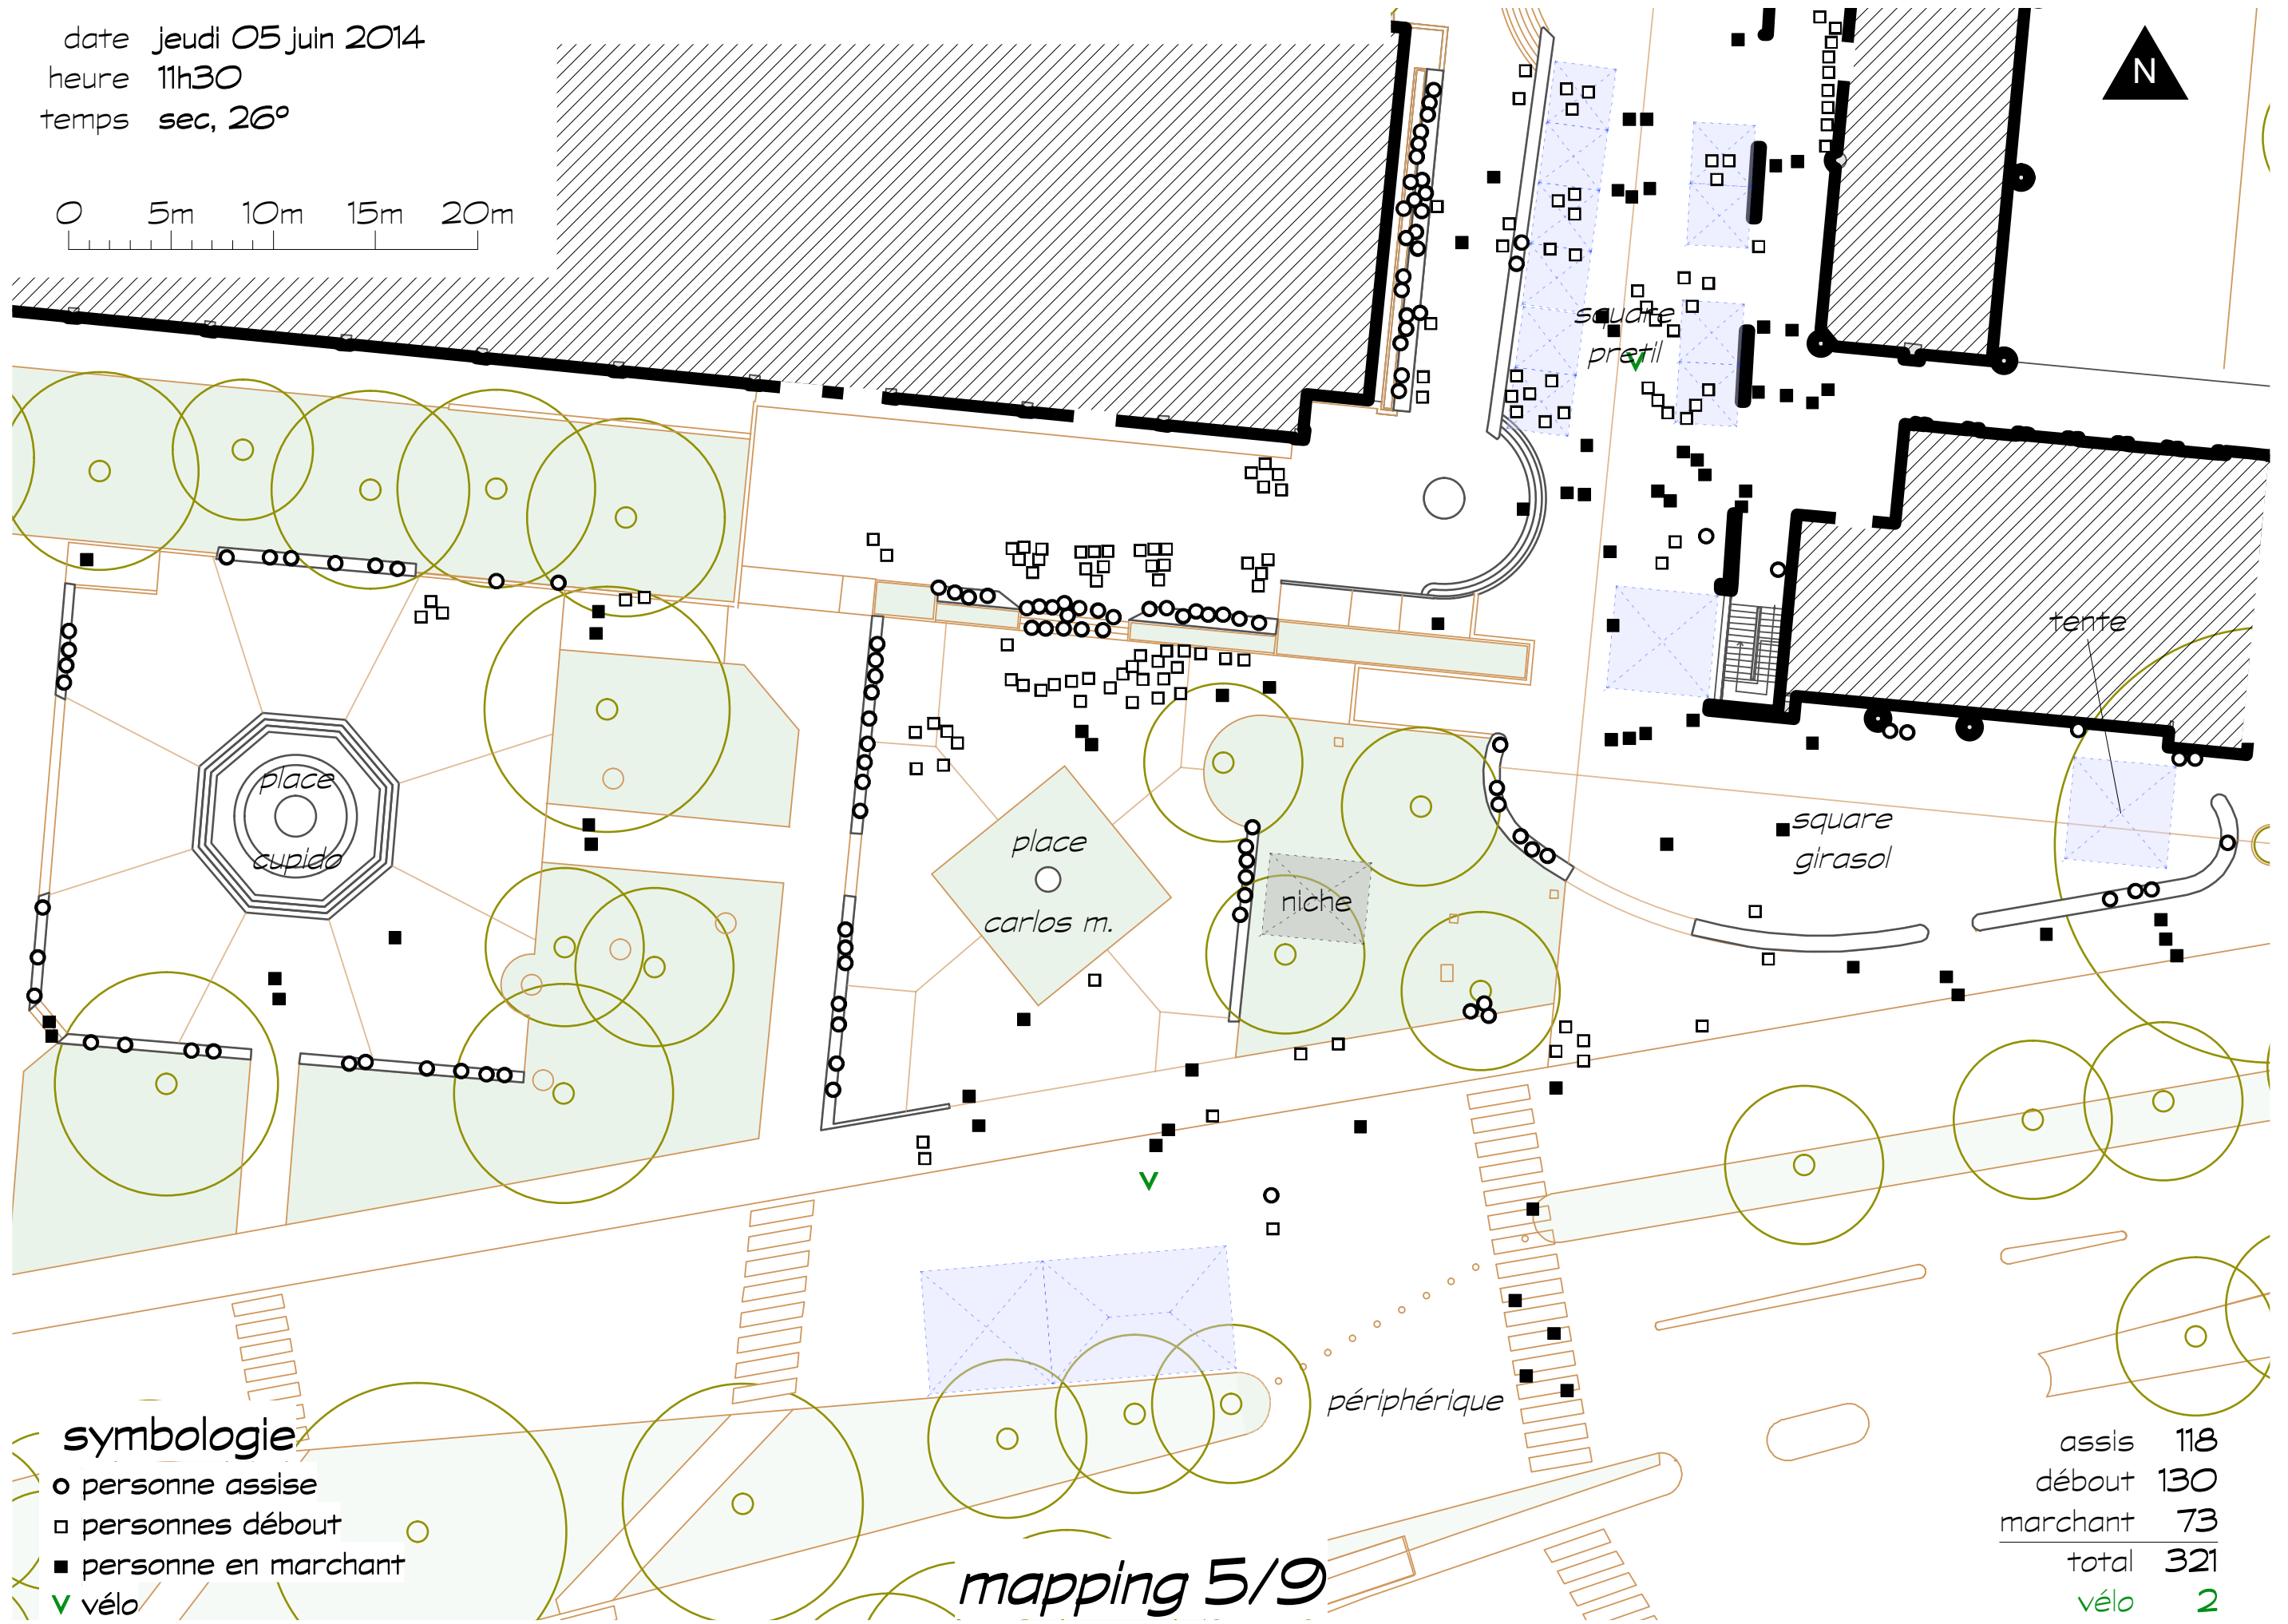 date jeudi 05 juin 2014
heure 11h30
temps sec, 26º
0 5m 10m 15m 20m
N
square
pretil
tente
place
cupido
place
carlos m.
niche
square
girasol
périphérique
symbologie
personne assise
personnes débout
personne en marchant
vélo
mapping 5/9
assis 118
débout 130
marchant 73
total 321
vélo 2